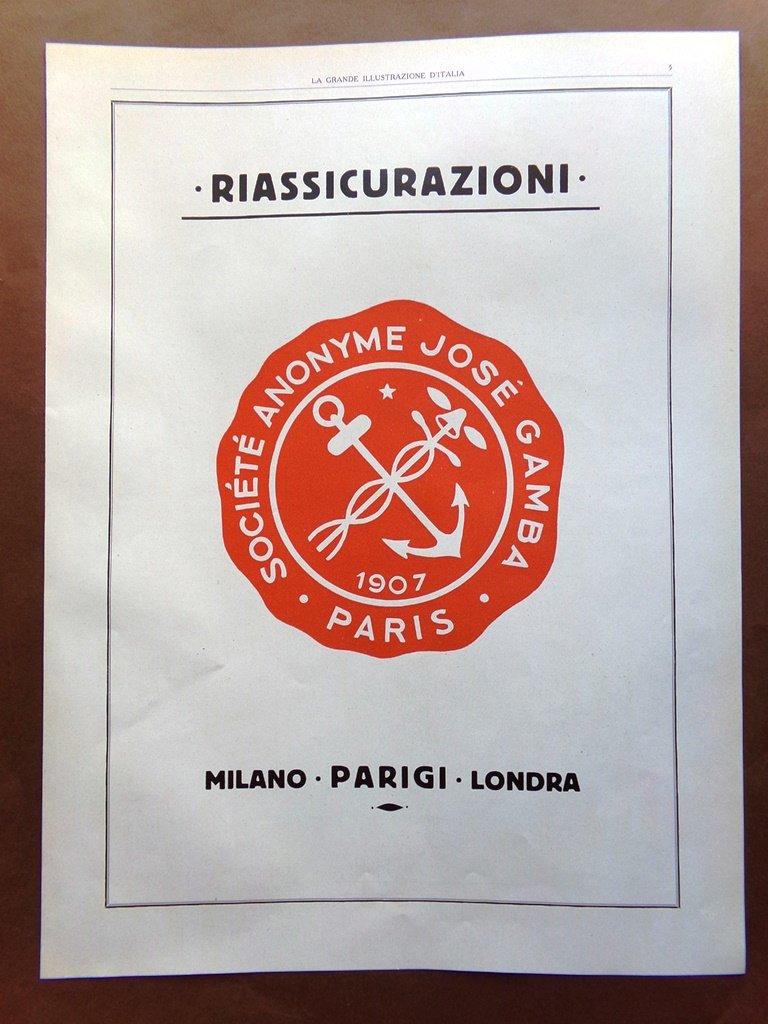 LA GRANDE ILLUSTRAZIONE D'ITALIA
5
·RIASSICURAZIONI·
SOCIÉTÉ ANONYME JOSÉ GAMBA
1907
· PARIS ·
MILANO · PARIGI · LONDRA